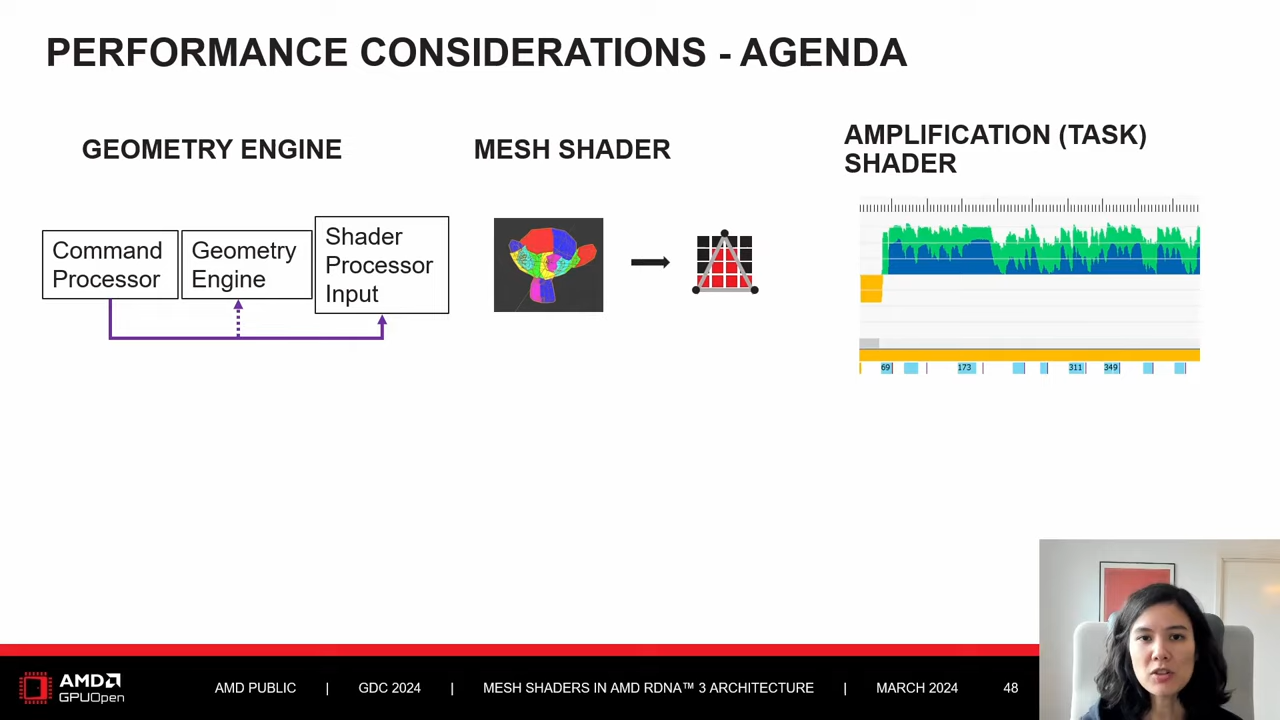 PERFORMANCE CONSIDERATIONS - AGENDA
GEOMETRY ENGINE
Command
Processor
Geometry
Engine
Shader
Processor
Input
MESH SHADER
AMPLIFICATION (TASK)
SHADER
69
173
311
349
AMD
GPUOpen
AMD PUBLIC | GDC 2024 | MESH SHADERS IN AMD RDNA™ 3 ARCHITECTURE | MARCH 2024 48